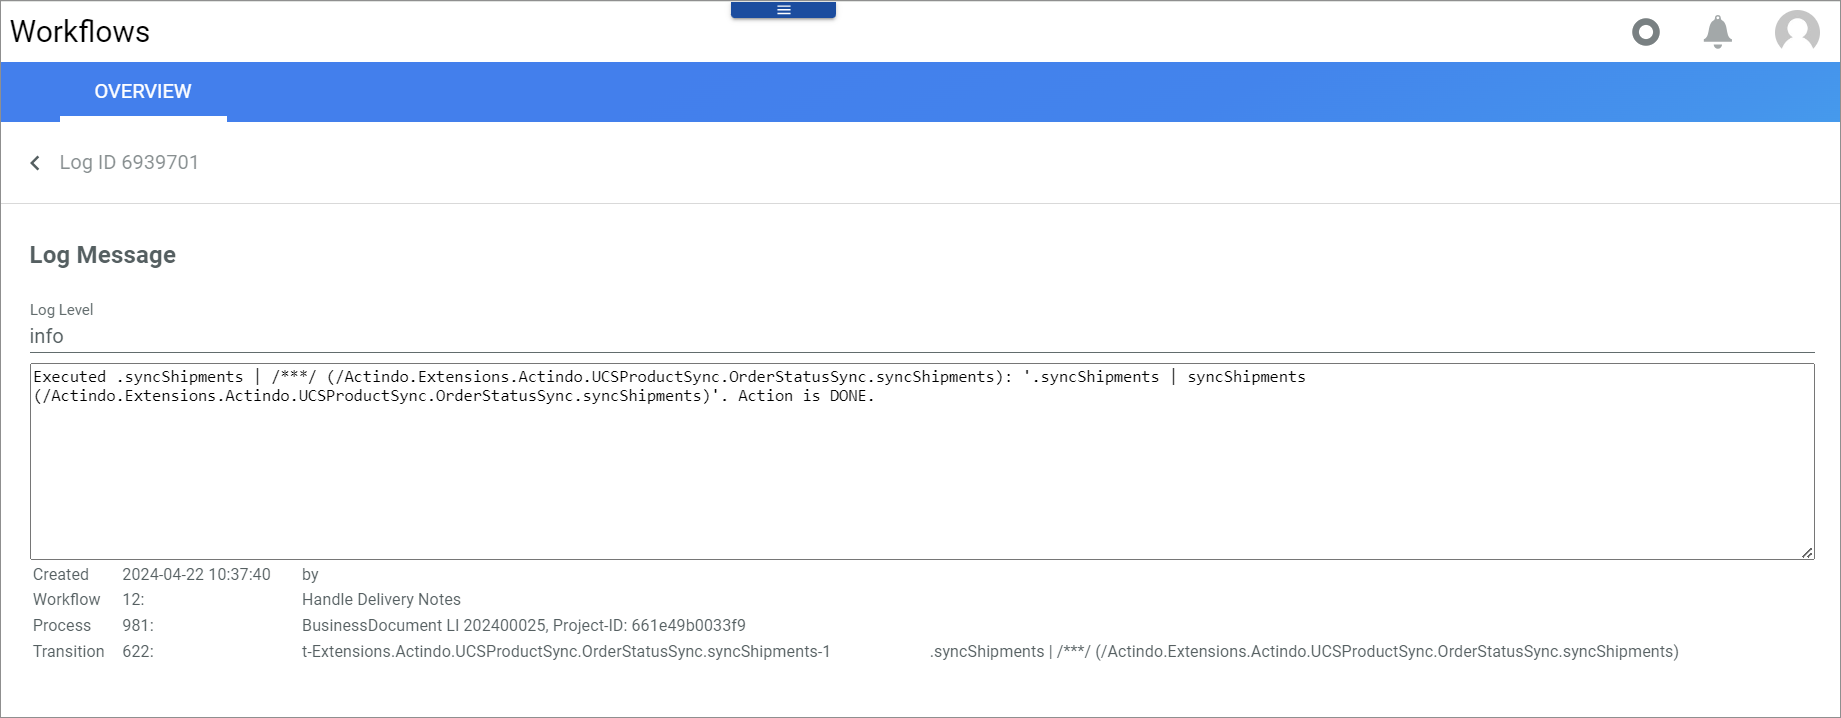 Workflows
OVERVIEW
Log ID 6939701
Log Message
Log Level
info
Executed .syncShipments | /***/ (/Actindo.Extensions.Actindo.UCSProductSync.OrderStatusSync.syncShipments): '.syncShipments | syncShipments
(/Actindo.Extensions.Actindo.UCSProductSync.OrderStatusSync.syncShipments)'. Action is DONE.
Created 2024-04-22 10:37:40 by
Workflow 12: Handle Delivery Notes
Process 981: BusinessDocument LI 202400025, Project-ID: 661e49b0033f9
Transition 622: t-Extensions.Actindo.UCSProductSync.OrderStatusSync.syncShipments-1 .syncShipments | /***/ (/Actindo.Extensions.Actindo.UCSProductSync.OrderStatusSync.syncShipments)